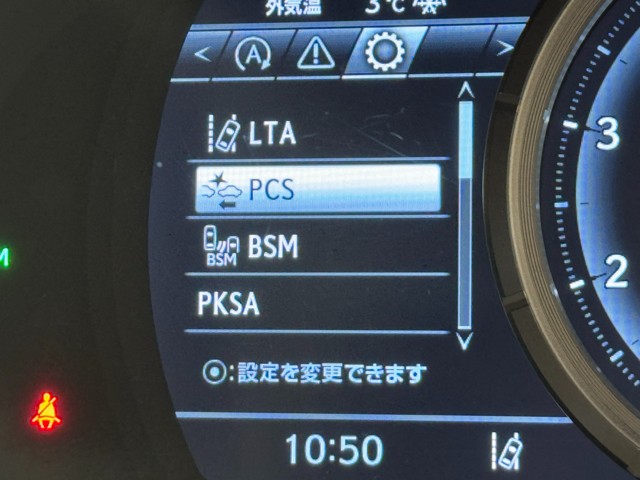 外気温 3℃
LTA
PCS
BSM BSM
PKSA
◎:設定を変更できます
10:50
3
2